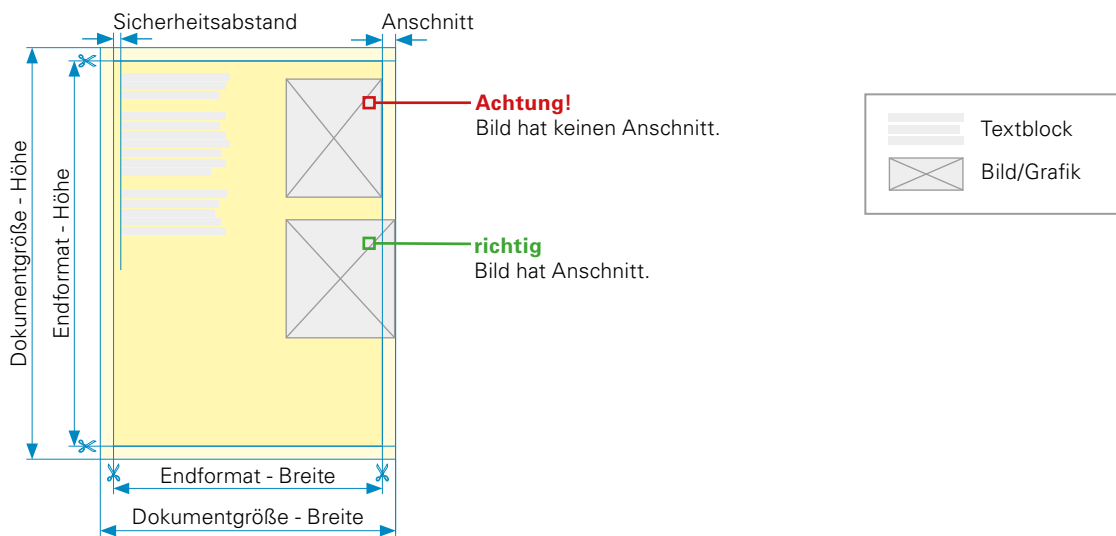 Sicherheitsabstand
Anschnitt
Achtung!
Bild hat keinen Anschnitt.
richtig
Bild hat Anschnitt.
Textblock
Bild/Grafik
Dokumentgröße - Höhe
Endformat - Höhe
Endformat - Breite
Dokumentgröße - Breite